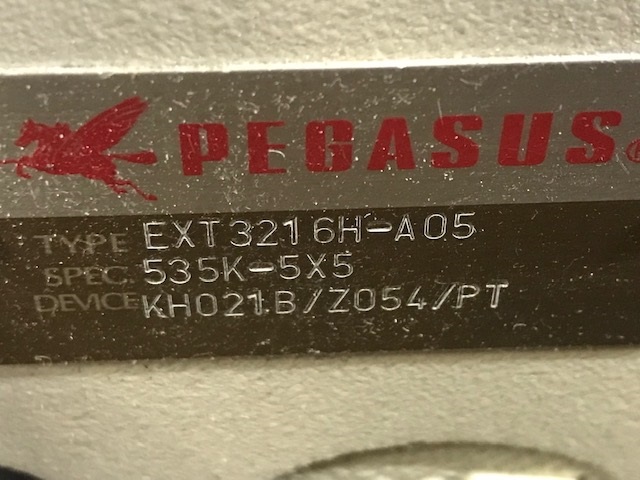 PEGASUS®
TYPE EXT3216H-A05
SPEC. 535K-5X5
DEVICE KH021B/Z054/PT